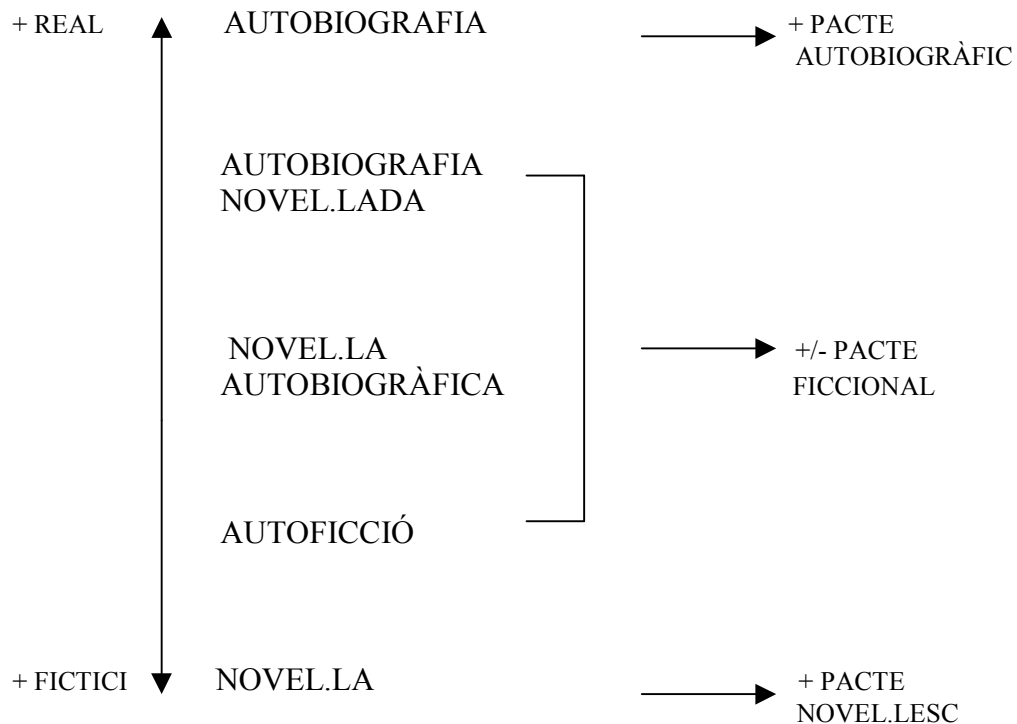 + REAL AUTOBIOGRAFIA + PACTE
AUTOBIOGRÀFIC
AUTOBIOGRAFIA
NOVEL.LADA
NOVEL.LA +/- PACTE
AUTOBIOGRÀFICA FICCIONAL
AUTOFICCIÓ
+ FICTICI NOVEL.LA + PACTE
NOVEL.LESC